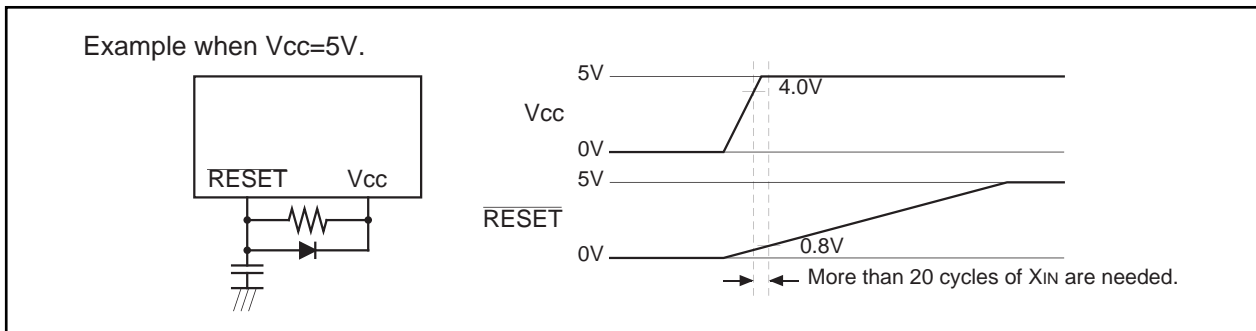 Example when Vcc=5V.
RESET Vcc
Vcc
5V
4.0V
0V
RESET
5V
0.8V
0V
More than 20 cycles of XIN are needed.